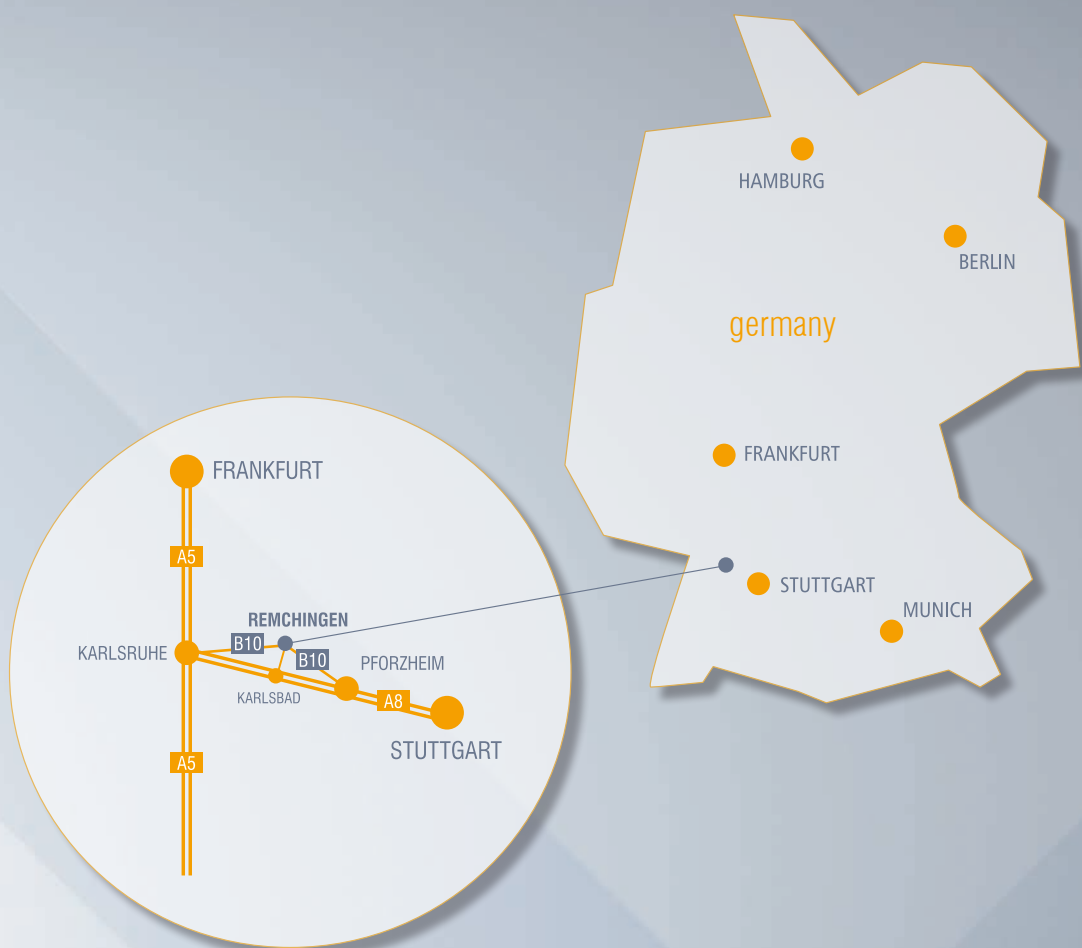 HAMBURG
BERLIN
germany
FRANKFURT
STUTTGART
MUNICH
FRANKFURT
A5
REMCHINGEN
KARLSRUHE
B10
B10
PFORZHEIM
KARLSBAD
A8
STUTTGART
A5